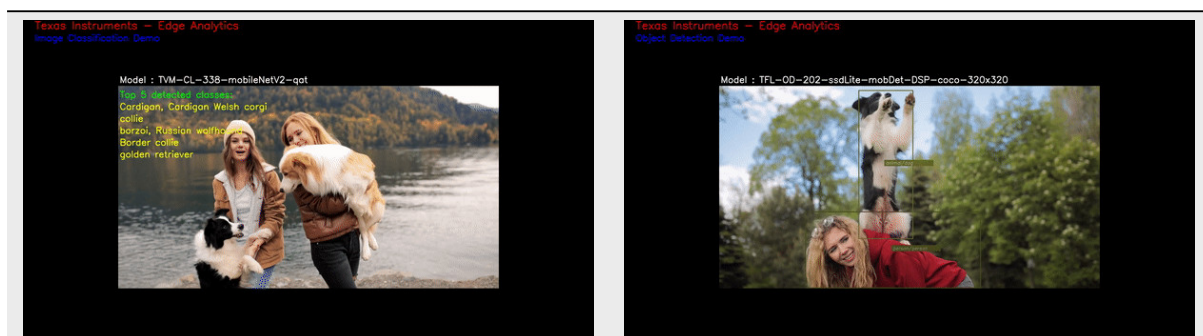 Texas Instruments - Edge Analytics
Image Classification Demo
Model : TVM-CL-338-mobileNetV2-qat
Top 5 detected classes:
Cardigan, Cardigan Welsh corgi
collie
borzoi, Russian wolfhound
Border collie
golden retriever
Texas Instruments - Edge Analytics
Object Detection Demo
Model : TFL-OD-202-ssdLite-mobDet-DSP-coco-320x320